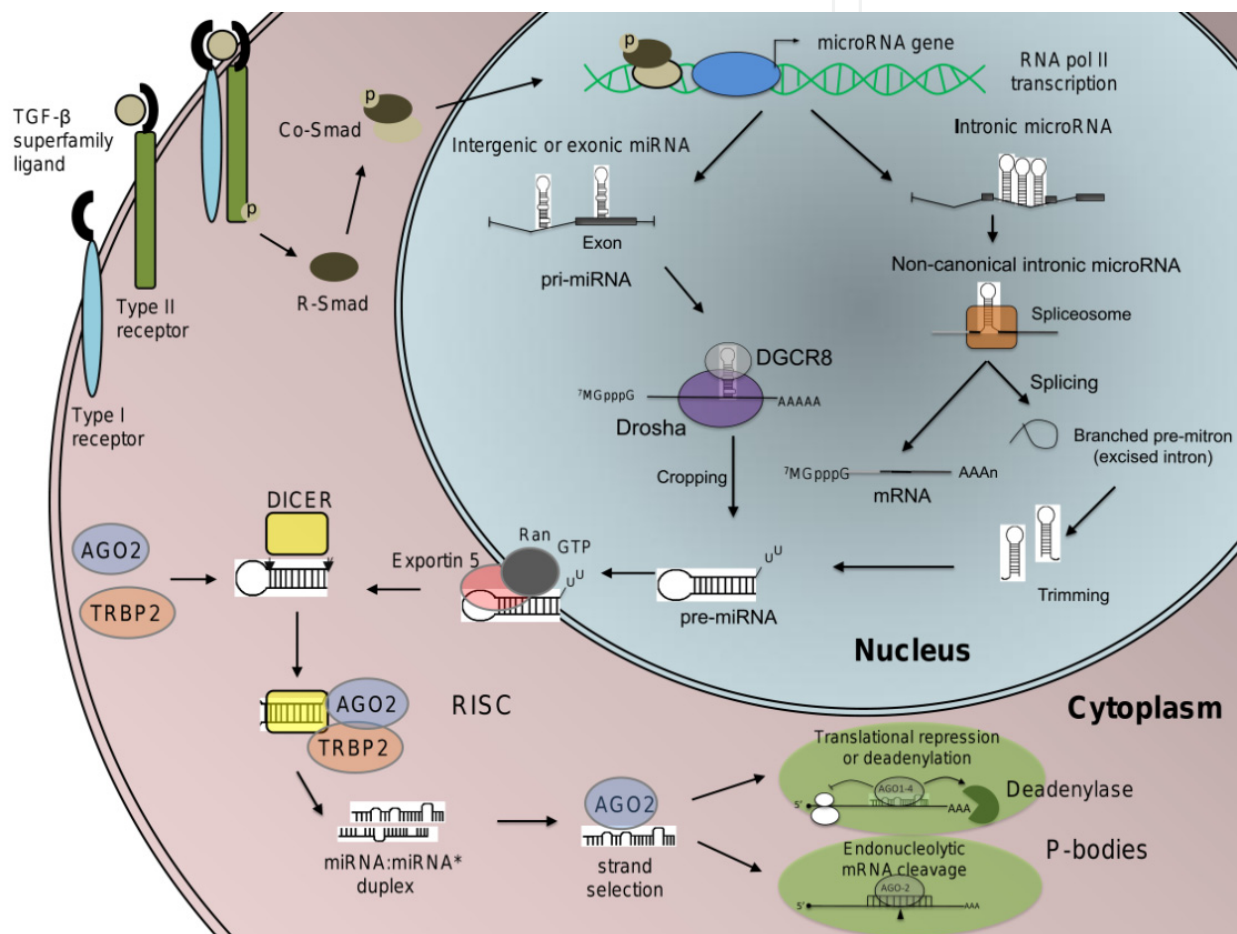 p
microRNA gene
RNA pol II
transcription
TGF-β
superfamily
ligand
p
Co-Smad
Intronic microRNA
Intergenic or exonic miRNA
p
Exon
pri-miRNA
R-Smad
Non-canonical intronic microRNA
Type II
receptor
Spliceosome
DGCR8
Type I
receptor
⁷MGpppG
AAAAA
Drosha
Splicing
Branched pre-mitron
(excised intron)
Cropping
⁷MGpppG
AAAn
mRNA
DICER
AGO2
TRBP2
Exportin 5
Ran
GTP
UU
UU
pre-miRNA
Trimming
Nucleus
Cytoplasm
AGO2
TRBP2
RISC
Translational repression
or deadenylation
AGO1-4
5'
AAA
Deadenylase
AGO2
miRNA:miRNA*
duplex
strand
selection
P-bodies
Endonucleolytic
mRNA cleavage
AGO-2
5'
AAA